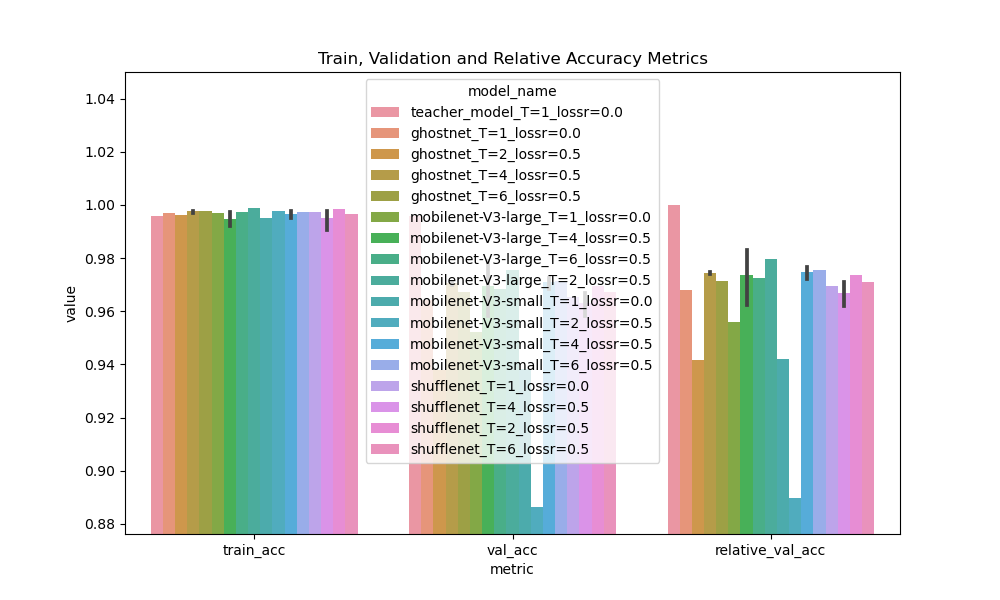 Train, Validation and Relative Accuracy Metrics
model_name
teacher_model_T=1_lossr=0.0
ghostnet_T=1_lossr=0.0
ghostnet_T=2_lossr=0.5
ghostnet_T=4_lossr=0.5
ghostnet_T=6_lossr=0.5
mobilenet-V3-large_T=1_lossr=0.0
mobilenet-V3-large_T=4_lossr=0.5
mobilenet-V3-large_T=6_lossr=0.5
mobilenet-V3-large_T=2_lossr=0.5
mobilenet-V3-small_T=1_lossr=0.0
mobilenet-V3-small_T=2_lossr=0.5
mobilenet-V3-small_T=4_lossr=0.5
mobilenet-V3-small_T=6_lossr=0.5
shufflenet_T=1_lossr=0.0
shufflenet_T=4_lossr=0.5
shufflenet_T=2_lossr=0.5
shufflenet_T=6_lossr=0.5
value
1.04
1.02
1.00
0.98
0.96
0.94
0.92
0.90
0.88
train_acc
val_acc
relative_val_acc
metric